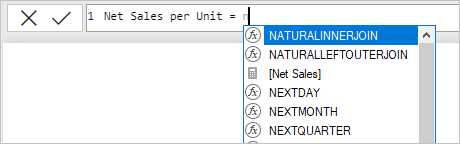 1 Net Sales per Unit = n
NATURALINNERJOIN
NATURALLEFTOUTERJOIN
[Net Sales]
NEXTDAY
NEXTMONTH
NEXTQUARTER